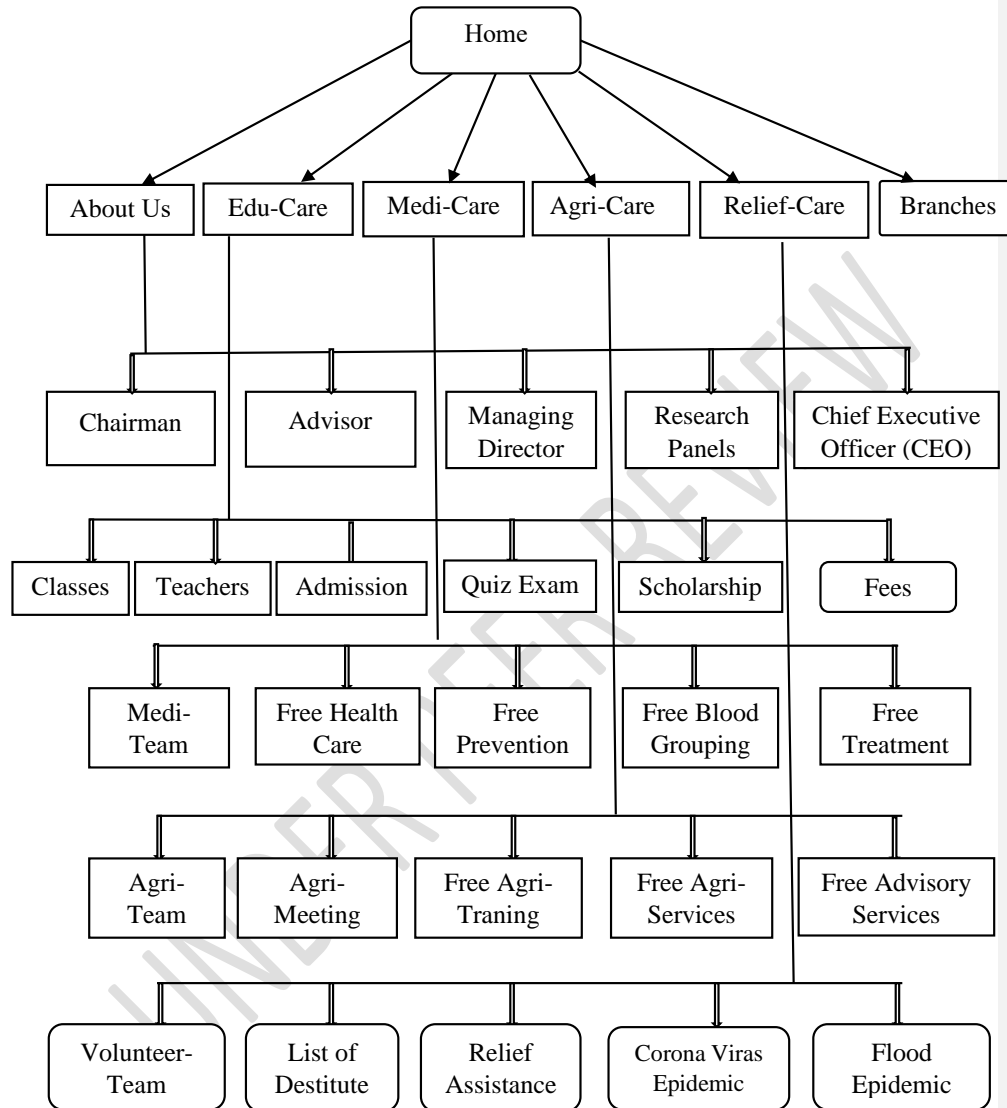 Home
About Us
Edu-Care
Medi-Care
Agri-Care
Relief-Care
Branches
Chairman
Advisor
Managing
Director
Research
Panels
Chief Executive
Officer (CEO)
Classes
Teachers
Admission
Quiz Exam
Scholarship
Fees
Medi-
Team
Free Health
Care
Free
Prevention
Free Blood
Grouping
Free
Treatment
Agri-
Team
Agri-
Meeting
Free Agri-
Traning
Free Agri-
Services
Free Advisory
Services
Volunteer-
Team
List of
Destitute
Relief
Assistance
Corona Viras
Epidemic
Flood
Epidemic
UNDER PEER REVIEW